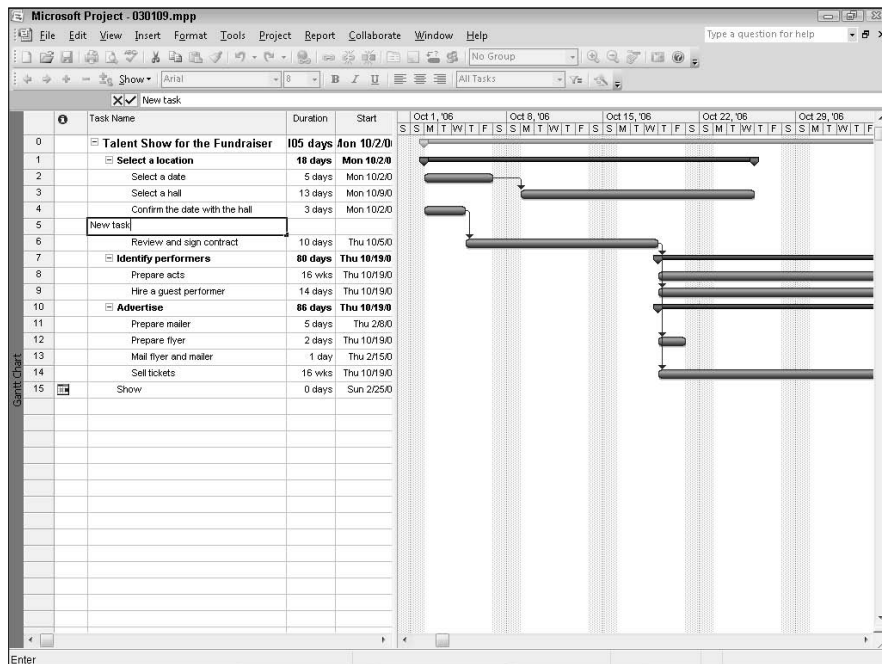 Microsoft Project - 030109.mpp
File Edit View Insert Format Tools Project Report Collaborate Window Help Type a question for help
No Group
Show Arial 8 B I U All Tasks
New task
Task Name Duration Start Oct 1, '06 Oct 8, '06 Oct 15, '06 Oct 22, '06 Oct 29, '06
S S M T W T F S S M T W T F S S M T W T F S S M T W T F S S M T W T F
0 Talent Show for the Fundraiser 105 days Mon 10/2/0
1 Select a location 18 days Mon 10/2/0
2 Select a date 5 days Mon 10/2/0
3 Select a hall 13 days Mon 10/9/0
4 Confirm the date with the hall 3 days Mon 10/2/0
5 New task
6 Review and sign contract 10 days Thu 10/5/0
7 Identify performers 80 days Thu 10/19/0
8 Prepare acts 16 wks Thu 10/19/0
9 Hire a guest performer 14 days Thu 10/19/0
10 Advertise 86 days Thu 10/19/0
11 Prepare mailer 5 days Thu 2/8/0
12 Prepare flyer 2 days Thu 10/19/0
13 Mail flyer and mailer 1 day Thu 2/15/0
14 Sell tickets 16 wks Thu 10/19/0
15 Show 0 days Sun 2/25/0
Gantt Chart
Enter